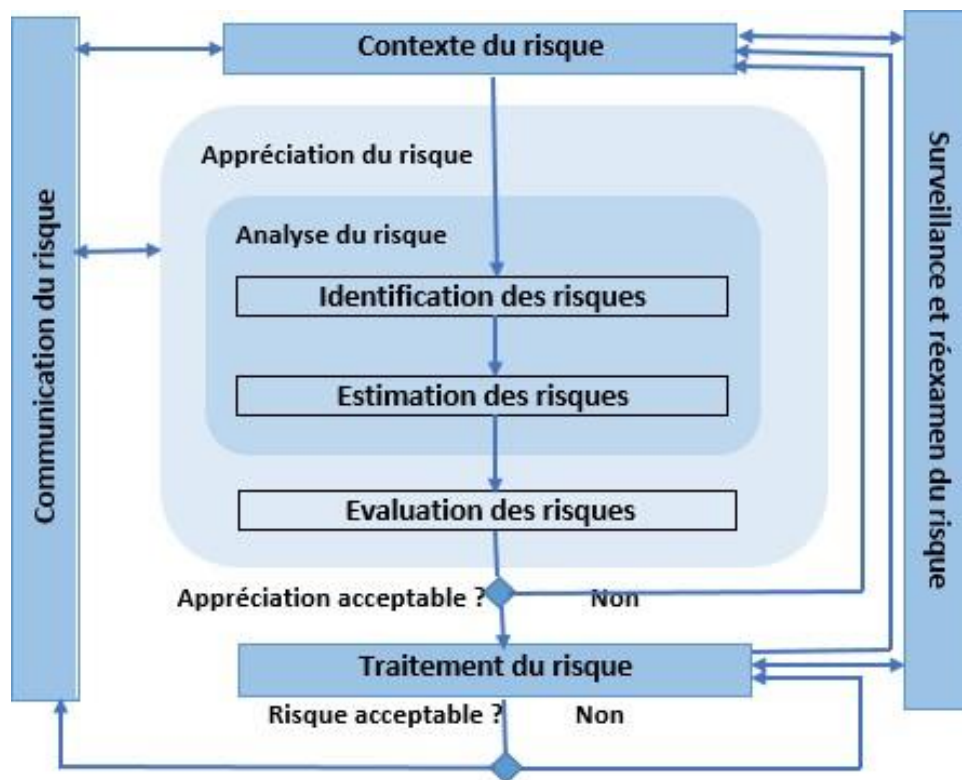 Contexte du risque
Communication du risque
Surveillance et réexamen du risque
Appréciation du risque
Analyse du risque
Identification des risques
Estimation des risques
Evaluation des risques
Appréciation acceptable ? Non
Traitement du risque
Risque acceptable ? Non